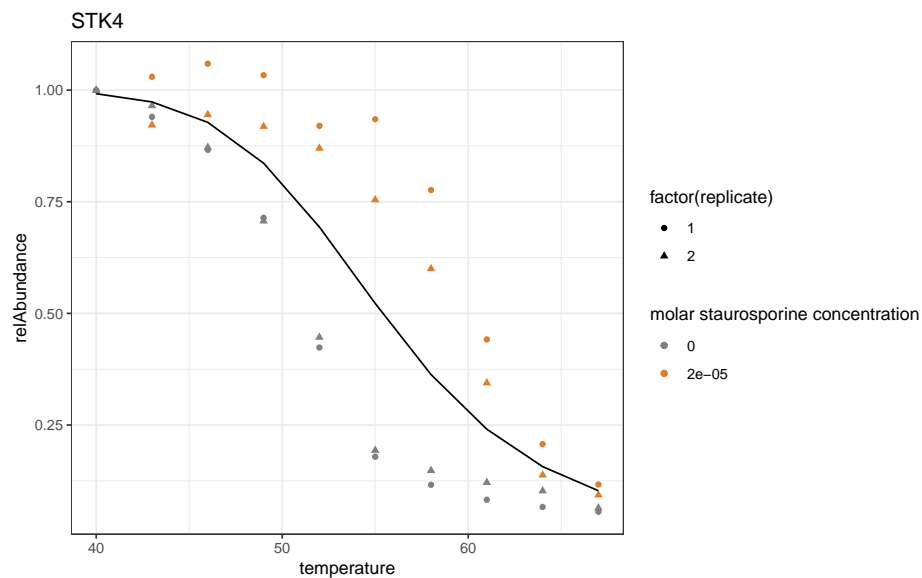 STK4
relAbundance
1.00
0.75
0.50
0.25
40
50
60
temperature
factor(replicate)
1
2
molar staurosporine concentration
0
2e−05